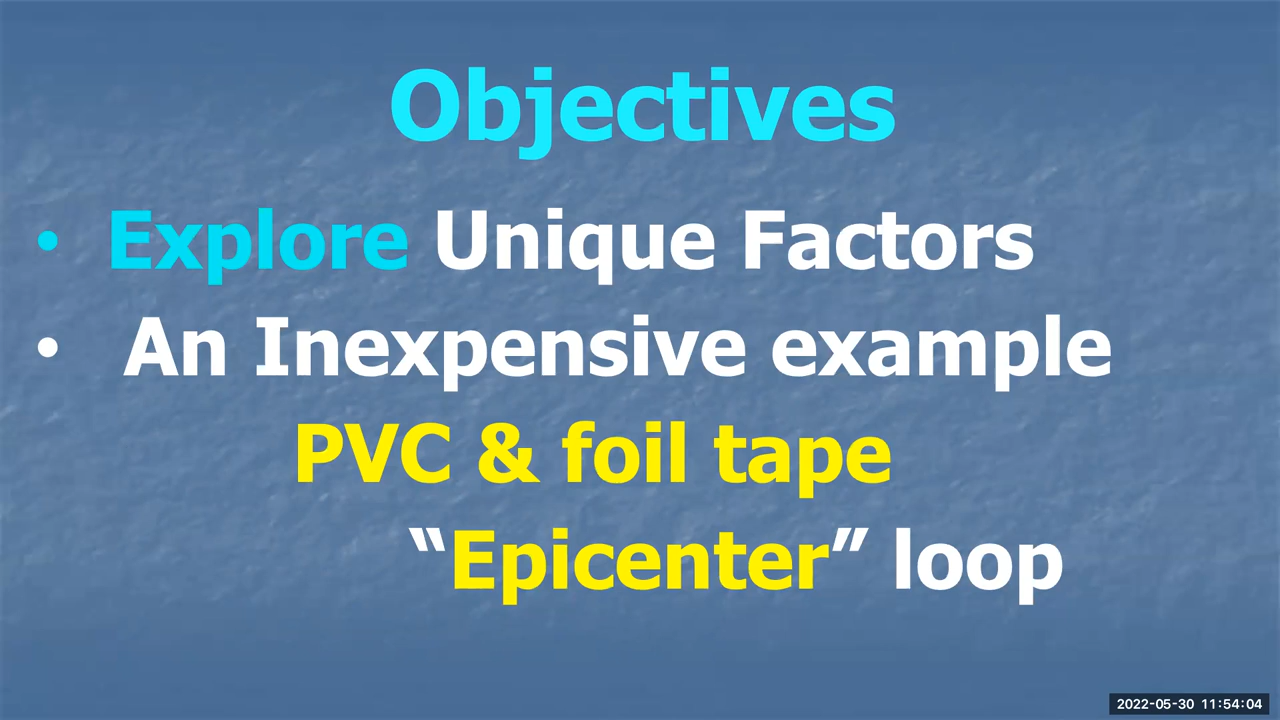 Objectives
• Explore Unique Factors
• An Inexpensive example
PVC & foil tape
“Epicenter” loop
2022-05-30 11:54:04